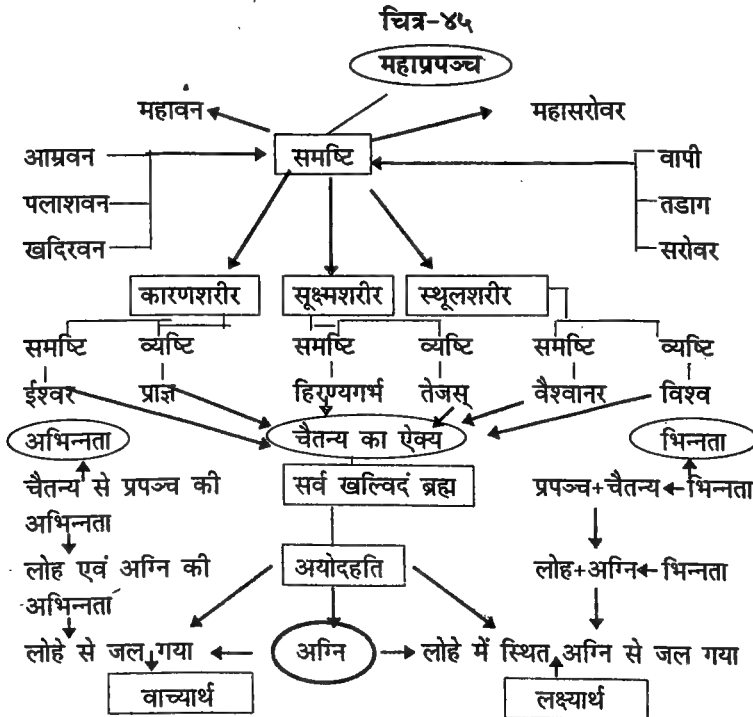 चित्र-४५
महाप्रपञ्च
महावन महासरोवर
आम्रवन समष्टि वापी
पलाशवन तडाग
खदिरवन सरोवर
कारणशरीर सूक्ष्मशरीर स्थूलशरीर
समष्टि व्यष्टि समष्टि व्यष्टि समष्टि व्यष्टि
ईश्वर प्राज्ञ हिरण्यगर्भ तेजस् वैश्वानर विश्व
अभिन्नता चैतन्य का ऐक्य भिन्नता
चैतन्य से प्रपञ्च की सर्व खल्विदं ब्रह्म प्रपञ्च+चैतन्य भिन्नता
अभिन्नता
लोह एवं अग्नि की अयोदहति लोह+अग्नि भिन्नता
अभिन्नता
लोहे से जल गया अग्नि लोहे में स्थित अग्नि से जल गया
वाच्यार्थ लक्ष्यार्थ